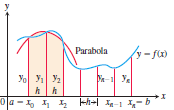 y
Parabola
y = f(x)
y₀ y₁ y₂ yₙ₋₁ yₙ
h h
0 a = x₀ x₁ x₂ h xₙ₋₁ xₙ = b x